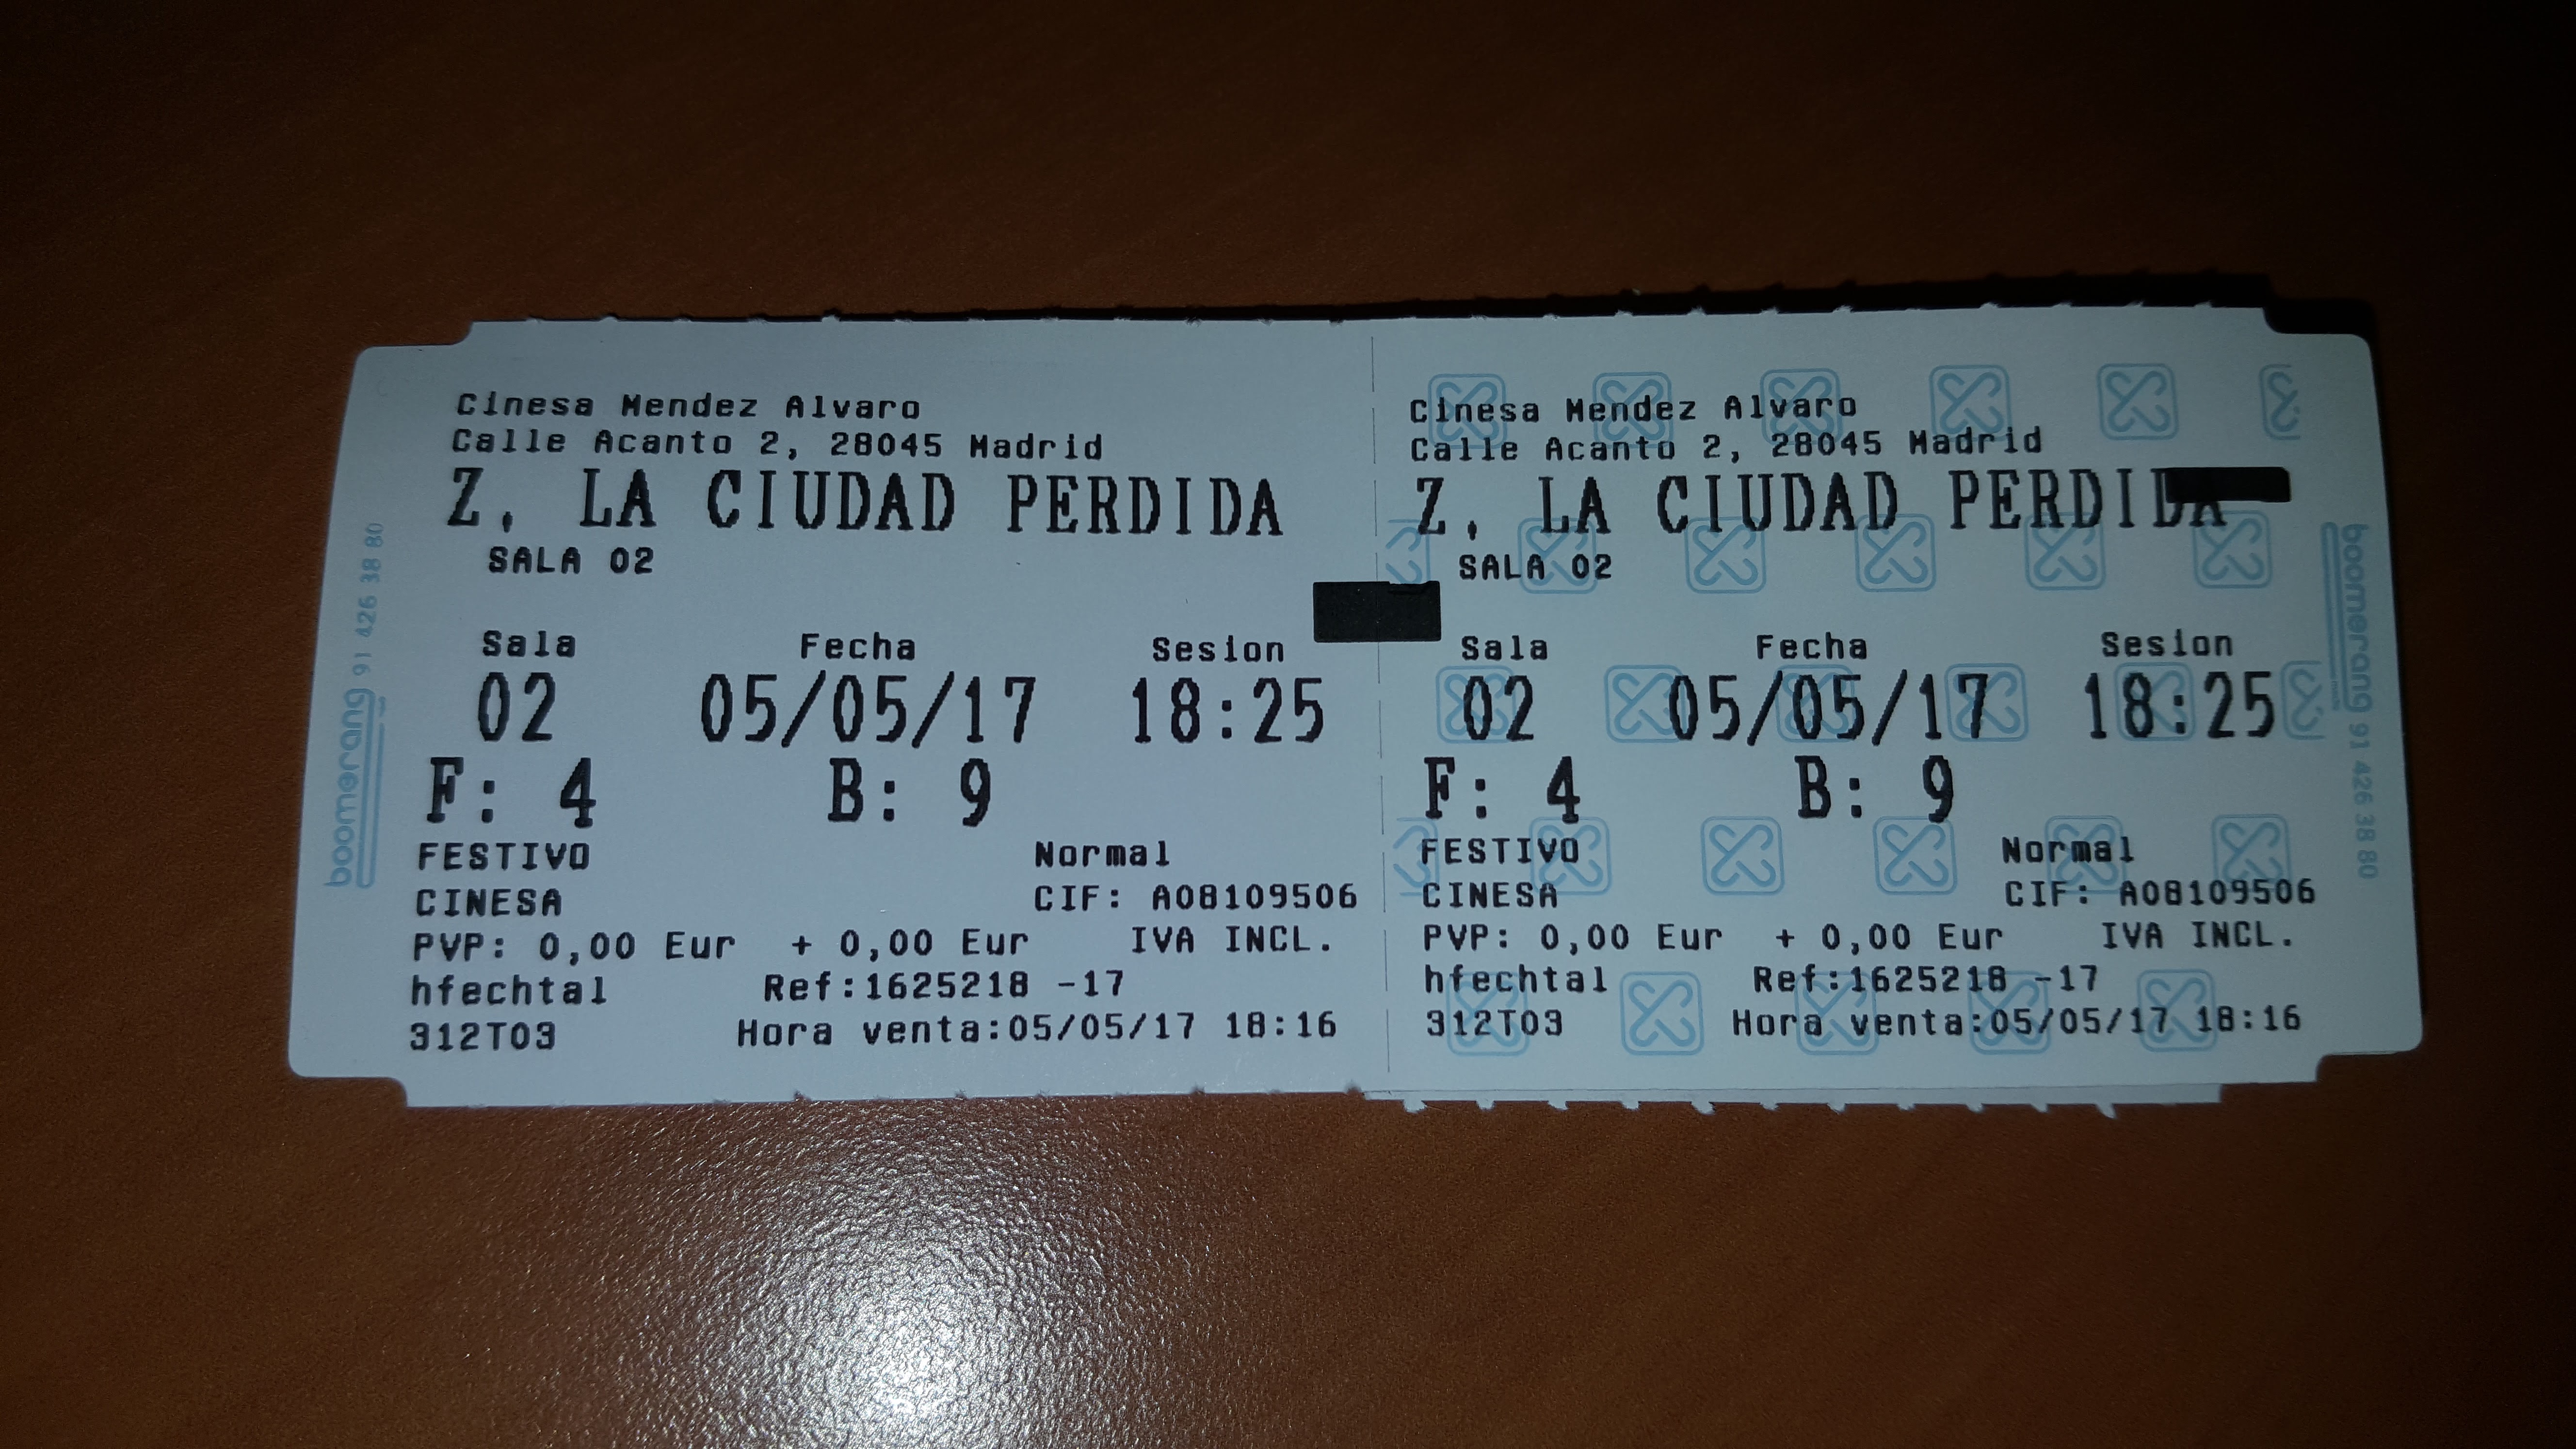 Cinesa Mendez Alvaro
Calle Acanto 2, 28045 Madrid
Z, LA CIUDAD PERDIDA
SALA 02
Sala Fecha Sesion
02 05/05/17 18:25
F: 4 B: 9
FESTIVO Normal
CINESA CIF: A08109506
PVP: 0,00 Eur + 0,00 Eur IVA INCL.
hfechtal Ref:1625218 -17
312T03 Hora venta:05/05/17 18:16
boomerang 91 426 38 80
Cinesa Mendez Alvaro
Calle Acanto 2, 28045 Madrid
Z, LA CIUDAD PERDIDA
SALA 02
Sala Fecha Sesion
02 05/05/17 18:25
F: 4 B: 9
FESTIVO Normal
CINESA CIF: A08109506
PVP: 0,00 Eur + 0,00 Eur IVA INCL.
hfechtal Ref:1625218 -17
312T03 Hora venta:05/05/17 18:16
boomerang 91 426 38 80